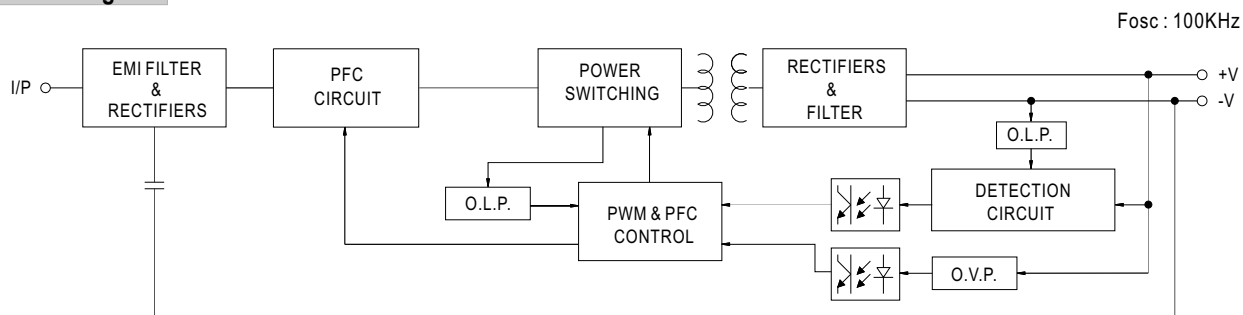 Fosc : 100KHz
I/P
EMI FILTER
&
RECTIFIERS
PFC
CIRCUIT
POWER
SWITCHING
RECTIFIERS
&
FILTER
+V
-V
O.L.P.
O.L.P.
PWM & PFC
CONTROL
DETECTION
CIRCUIT
O.V.P.